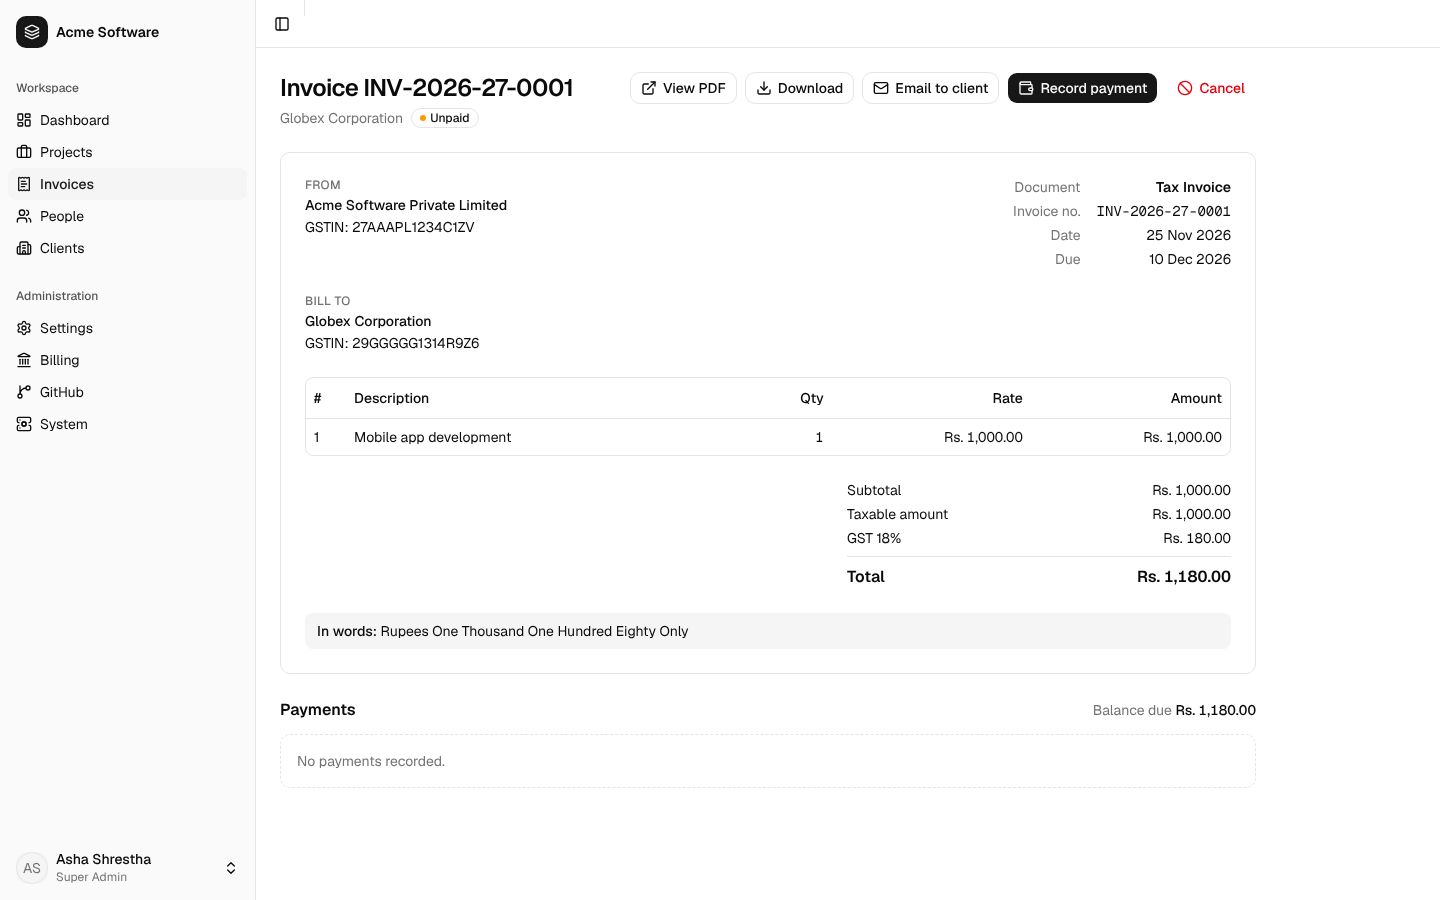 Acme Software
Workspace
Dashboard
Projects
Invoices
People
Clients
Administration
Settings
Billing
GitHub
System
AS
Asha Shrestha
Super Admin
Invoice INV-2026-27-0001
Globex Corporation
Unpaid
View PDF
Download
Email to client
Record payment
Cancel
FROM
Acme Software Private Limited
GSTIN: 27AAAPL1234C1ZV
Document Tax Invoice
Invoice no. INV-2026-27-0001
Date 25 Nov 2026
Due 10 Dec 2026
BILL TO
Globex Corporation
GSTIN: 29GGGGG1314R9Z6
# Description Qty Rate Amount
1 Mobile app development 1 Rs. 1,000.00 Rs. 1,000.00
Subtotal Rs. 1,000.00
Taxable amount Rs. 1,000.00
GST 18% Rs. 180.00
Total Rs. 1,180.00
In words: Rupees One Thousand One Hundred Eighty Only
Payments
Balance due Rs. 1,180.00
No payments recorded.